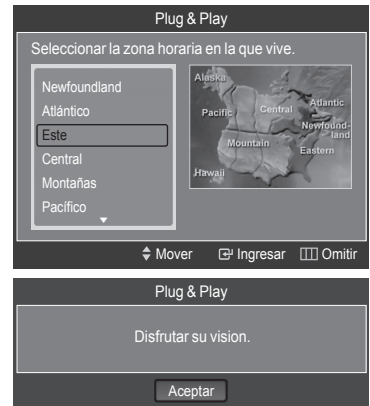 Plug & Play
Seleccionar la zona horaria en la que vive.
Newfoundland
Atlántico
Este
Central
Montañas
Pacífico
Alaska
Pacific
Central
Atlantic
Newfound-
land
Mountain
Eastern
Hawaii
Mover Ingresar Omitir
Plug & Play
Disfrutar su vision.
Aceptar